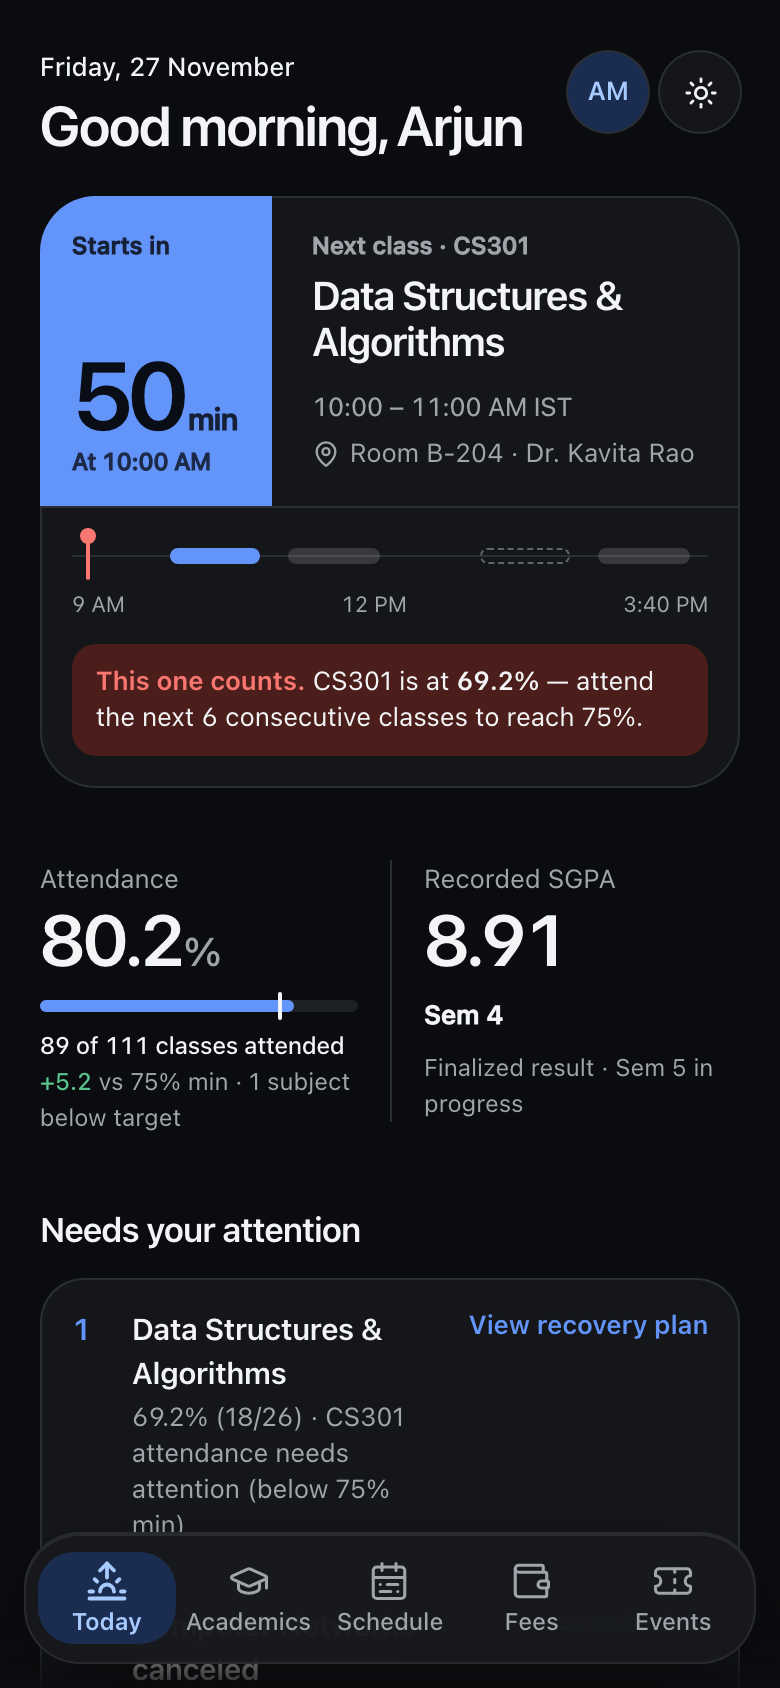 Friday, 27 November
Good morning, Arjun
AM
Starts in
50 min
At 10:00 AM
Next class · CS301
Data Structures &
Algorithms
10:00 – 11:00 AM IST
Room B-204 · Dr. Kavita Rao
9 AM
12 PM
3:40 PM
This one counts. CS301 is at 69.2% — attend
the next 6 consecutive classes to reach 75%.
Attendance
80.2%
89 of 111 classes attended
+5.2 vs 75% min · 1 subject
below target
Recorded SGPA
8.91
Sem 4
Finalized result · Sem 5 in
progress
Needs your attention
1
Data Structures &
Algorithms
View recovery plan
69.2% (18/26) · CS301
attendance needs
attention (below 75%
min)
Today
Academics
Schedule
Fees
Events
canceled